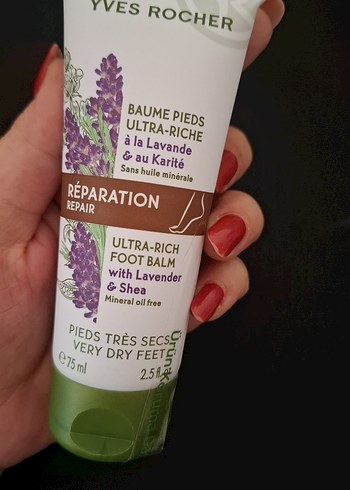 YVES ROCHER
BAUME PIEDS
ULTRA-RICHE
à la Lavande
& au Karité
Sans huile minérale
RÉPARATION
REPAIR
ULTRA-RICH
FOOT BALM
with Lavender
& Shea
Mineral oil free
PIEDS TRÈS SECS
VERY DRY FEET
℮75 ml
2.5 fl.